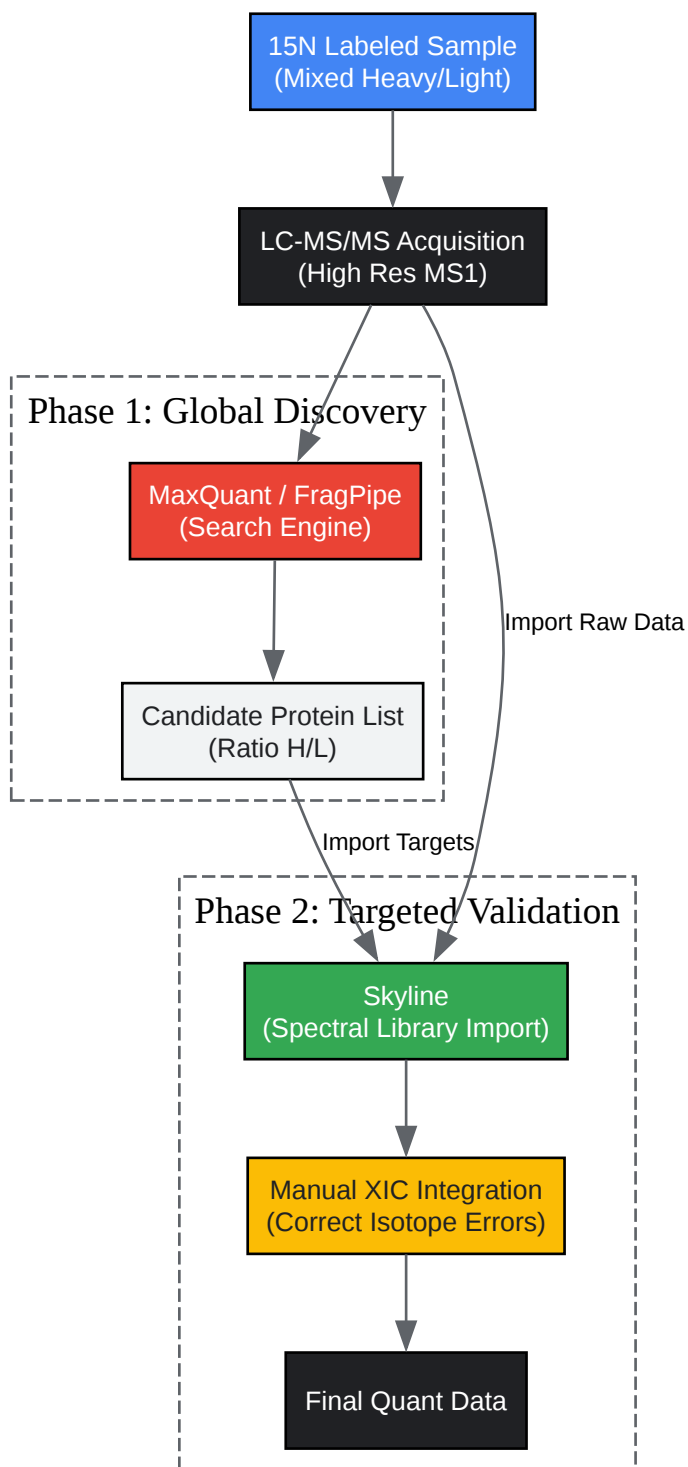 15N Labeled Sample
(Mixed Heavy/Light)
LC-MS/MS Acquisition
(High Res MS1)
Phase 1: Global Discovery
MaxQuant / FragPipe
(Search Engine)
Import Raw Data
Candidate Protein List
(Ratio H/L)
Import Targets
Phase 2: Targeted Validation
Skyline
(Spectral Library Import)
Manual XIC Integration
(Correct Isotope Errors)
Final Quant Data